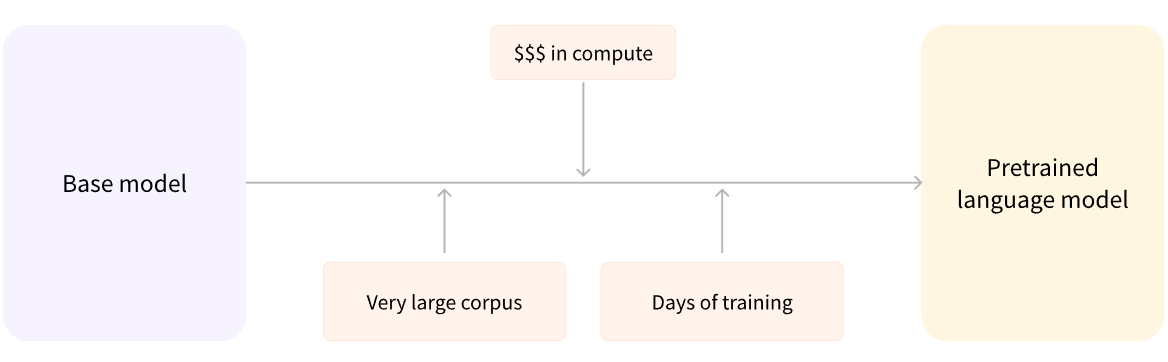 $$$ in compute
Base model
Pretrained
language model
Very large corpus
Days of training